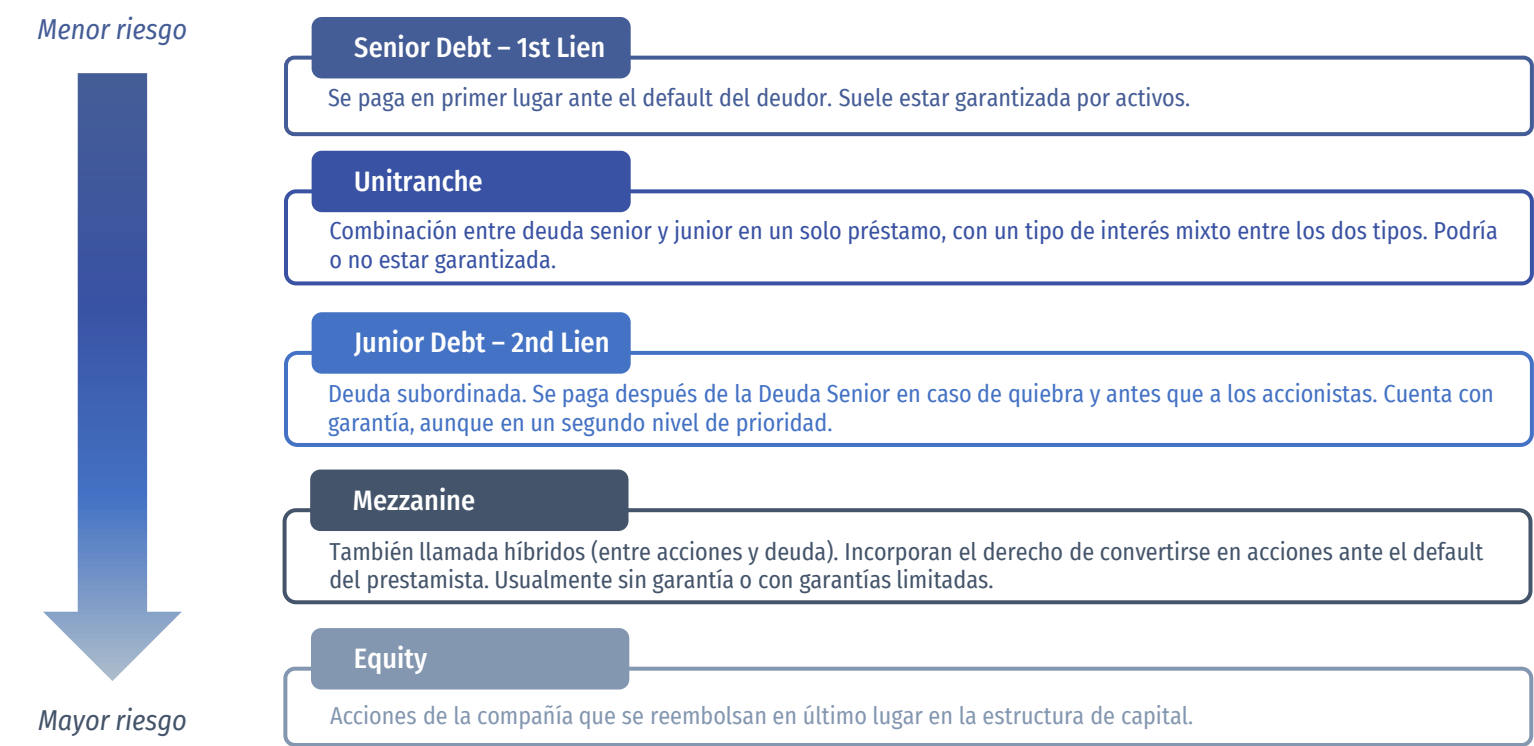 Menor riesgo
Senior Debt – 1st Lien
Se paga en primer lugar ante el default del deudor. Suele estar garantizada por activos.
Unitranche
Combinación entre deuda senior y junior en un solo préstamo, con un tipo de interés mixto entre los dos tipos. Podría
o no estar garantizada.
Junior Debt – 2nd Lien
Deuda subordinada. Se paga después de la Deuda Senior en caso de quiebra y antes que a los accionistas. Cuenta con
garantía, aunque en un segundo nivel de prioridad.
Mezzanine
También llamada híbridos (entre acciones y deuda). Incorporan el derecho de convertirse en acciones ante el default
del prestamista. Usualmente sin garantía o con garantías limitadas.
Equity
Acciones de la compañía que se reembolsan en último lugar en la estructura de capital.
Mayor riesgo